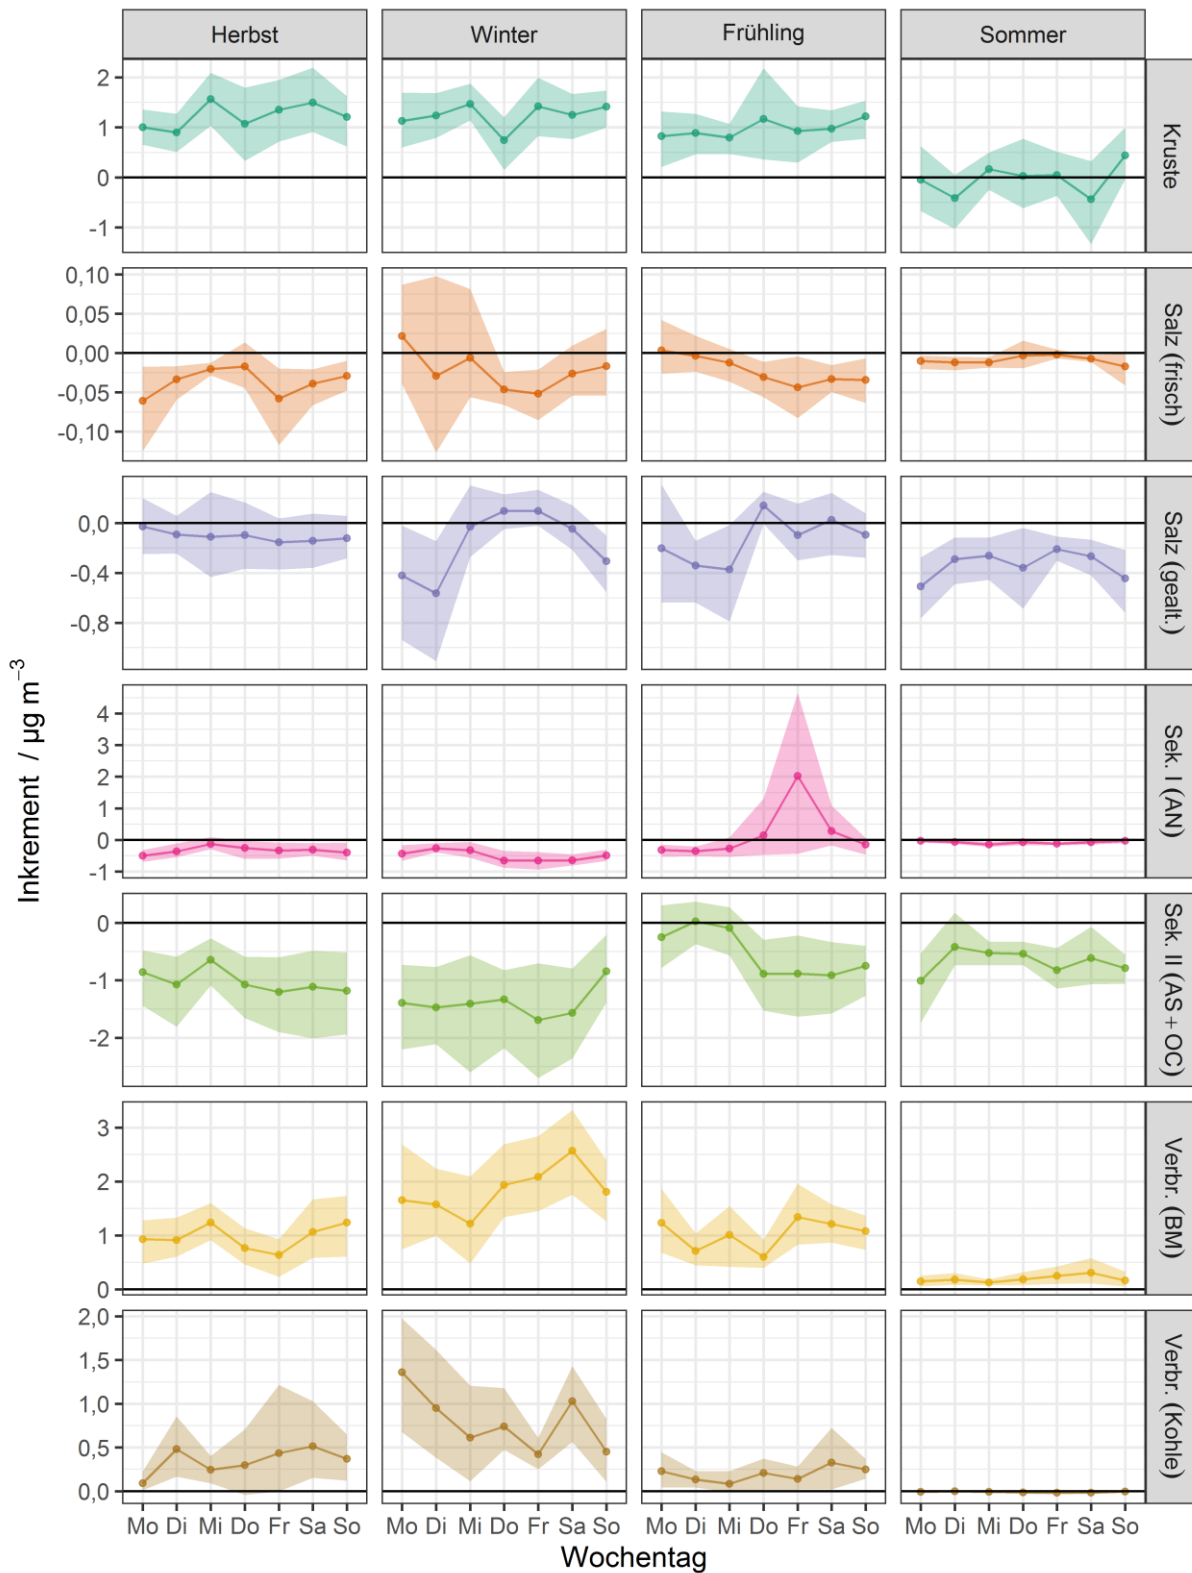 Herbst Winter Frühling Sommer
2
1
0
-1
Kruste
0,10
0,05
0,00
-0,05
-0,10
Salz (frisch)
0,0
-0,4
-0,8
Salz (gealt.)
4
3
2
1
0
-1
Sek. I (AN)
0
-1
-2
Sek. II (AS + OC)
3
2
1
0
Verbr. (BM)
2,0
1,5
1,0
0,5
0,0
Verbr. (Kohle)
Inkrement / µg m⁻³
Mo Di Mi Do Fr Sa So Mo Di Mi Do Fr Sa So Mo Di Mi Do Fr Sa So Mo Di Mi Do Fr Sa So
Wochentag